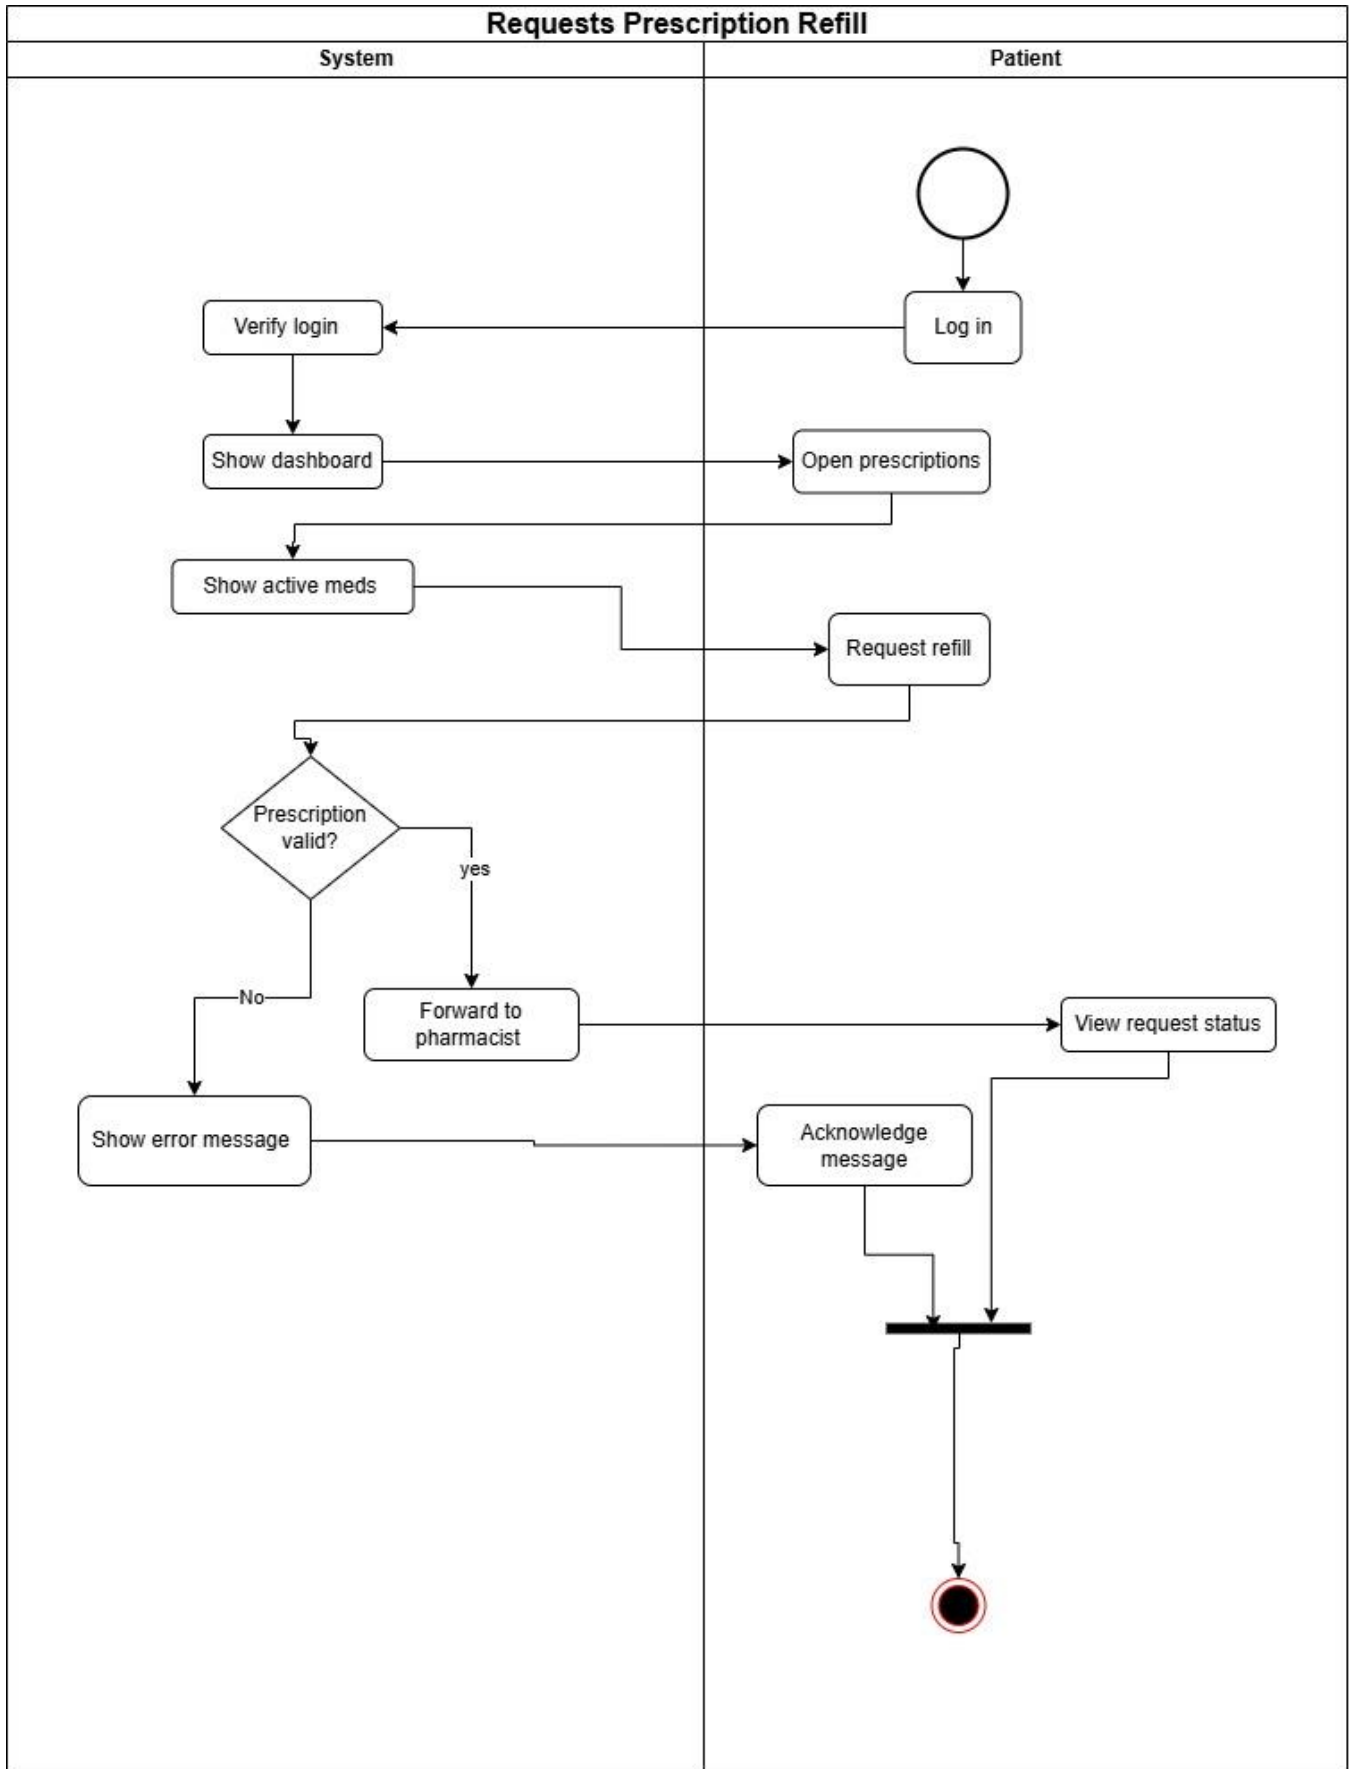 Requests Prescription Refill
System
Patient
Log in
Verify login
Show dashboard
Open prescriptions
Show active meds
Request refill
Prescription
valid?
yes
No
Forward to
pharmacist
View request status
Show error message
Acknowledge
message